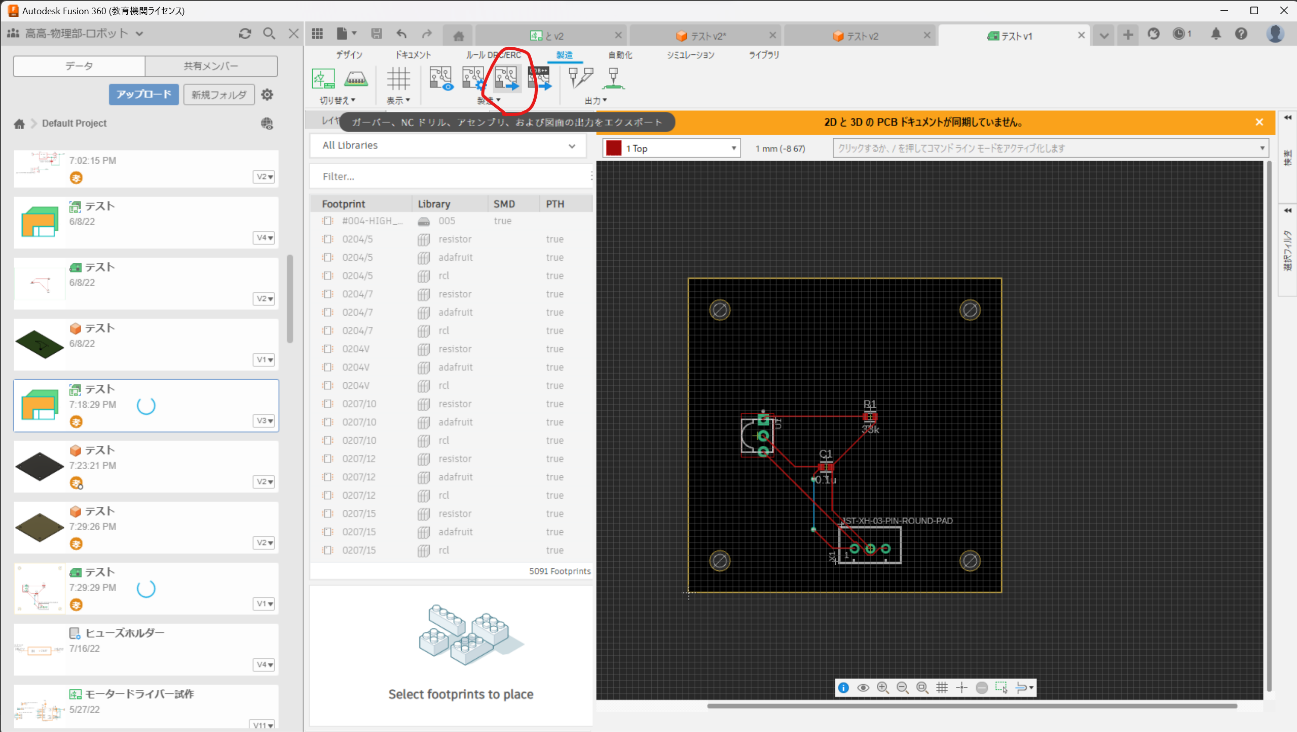 Autodesk Fusion 360 (教育機関ライセンス)
高高-物理部-ロボット
データ
共有メンバー
アップロード
新規フォルダ
Default Project
7:02:15 PM
V2
テスト
6/8/22
V4
テスト
6/8/22
V2
テスト
6/8/22
V1
テスト
7:18:29 PM
V3
テスト
7:23:21 PM
V2
テスト
7:29:26 PM
V2
テスト
7:29:29 PM
V1
ヒューズホルダー
7/16/22
V4
モータードライバー試作
5/27/22
V11
と v2
テスト v2*
テスト v2
テスト v1
1
デザイン
ドキュメント
ルール DRC/ERC
製造
自動化
シミュレーション
ライブラリ
切り替え
表示
製造
出力
レイヤ
ガーバー、NC ドリル、アセンブリ、および図面の出力をエクスポート
All Libraries
Filter...
Footprint Library SMD PTH
#004-HIGH_... 005 true
0204/5 resistor true
0204/5 adafruit true
0204/5 rcl true
0204/7 resistor true
0204/7 adafruit true
0204/7 rcl true
0204V resistor true
0204V adafruit true
0204V rcl true
0207/10 resistor true
0207/10 adafruit true
0207/10 rcl true
0207/12 resistor true
0207/12 adafruit true
0207/12 rcl true
0207/15 resistor true
0207/15 adafruit true
0207/15 rcl true
5091 Footprints
Select footprints to place
2D と 3D の PCB ドキュメントが同期していません。
1 Top
1 mm (-8 67)
クリックするか、/ を押してコマンド ライン モードをアクティブ化します
R1
33k
U1
C1
0.1u
JST-XH-03-PIN-ROUND-PAD
X1
1
検査
選択フィルタ